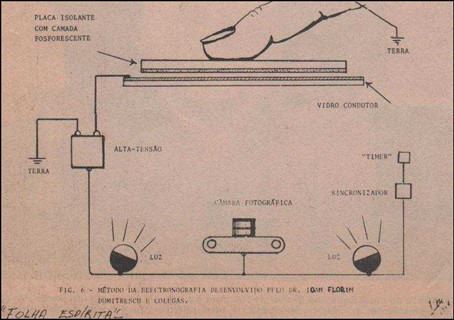 PLACA ISOLANTE
COM CAMADA
FOSFORESCENTE
TERRA
VIDRO CONDUTOR
ALTA-TENSÃO
TERRA
"TIMER"
SINCRONIZADOR
CÂMARA FOTOGRÁFICA
LUZ
LUZ
FIG. 6 - MÉTODO DA ELECTRONOGRAFIA DESENVOLVIDO PELO DR. IOAN FLORIN
DUMITRESCU E COLEGAS.
"FOLHA ESPÍRITA"